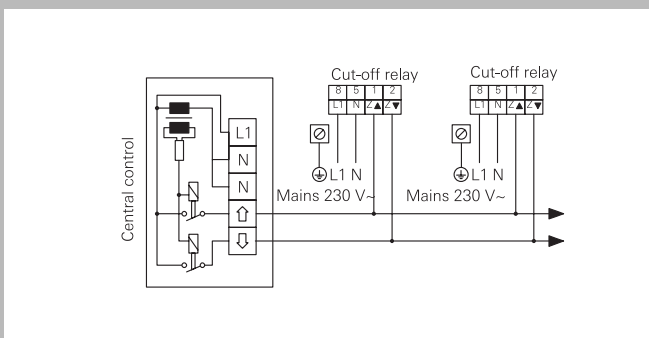 Cut-off relay
8 5 1 2
L1 N Z▲ Z▼
L1 N
Mains 230 V~
Cut-off relay
8 5 1 2
L1 N Z▲ Z▼
L1 N
Mains 230 V~
Central control
L1
N
N